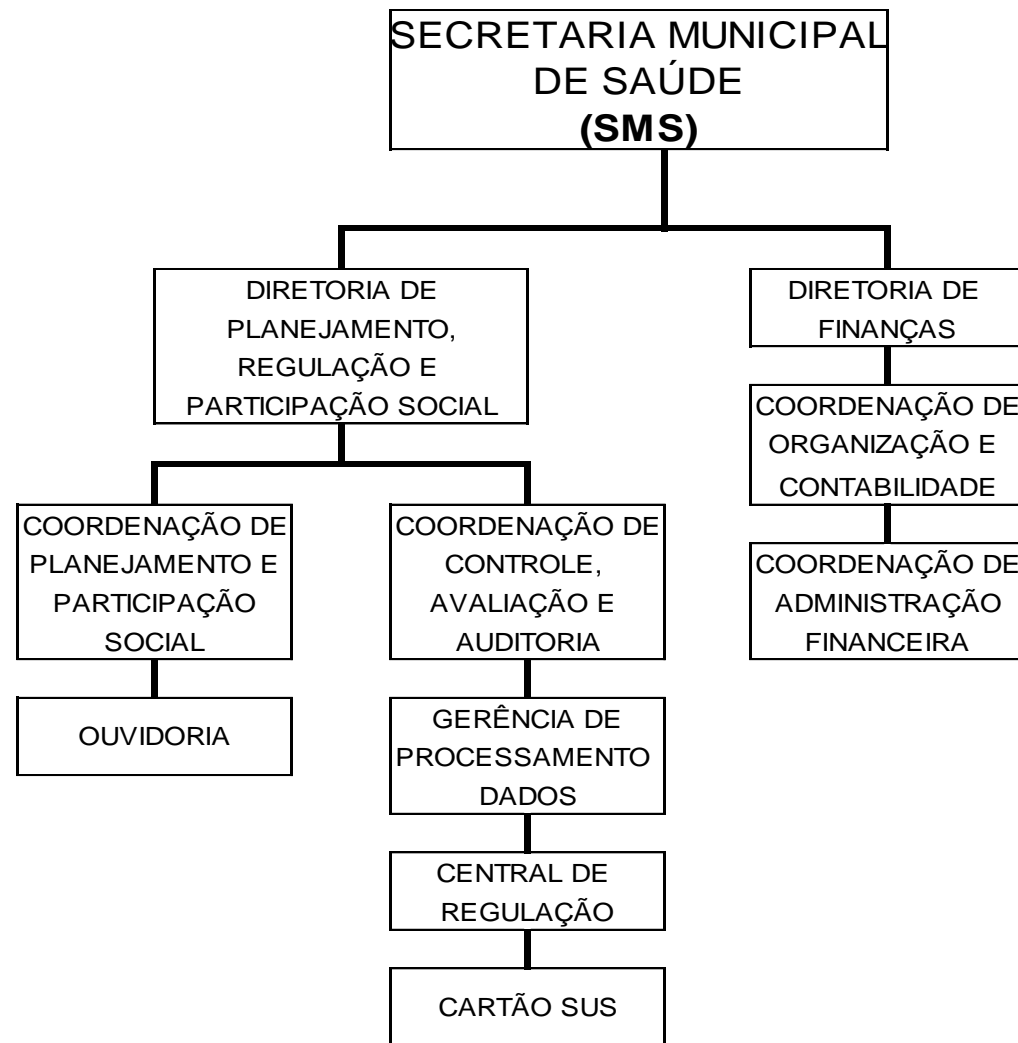 SECRETARIA MUNICIPAL
DE SAÚDE
(SMS)
DIRETORIA DE
PLANEJAMENTO,
REGULAÇÃO E
PARTICIPAÇÃO SOCIAL
DIRETORIA DE
FINANÇAS
COORDENAÇÃO DE
PLANEJAMENTO E
PARTICIPAÇÃO
SOCIAL
OUVIDORIA
COORDENAÇÃO DE
CONTROLE,
AVALIAÇÃO E
AUDITORIA
GERÊNCIA DE
PROCESSAMENTO
DADOS
CENTRAL DE
REGULAÇÃO
CARTÃO SUS
COORDENAÇÃO DE
ORGANIZAÇÃO E
CONTABILIDADE
COORDENAÇÃO DE
ADMINISTRAÇÃO
FINANCEIRA